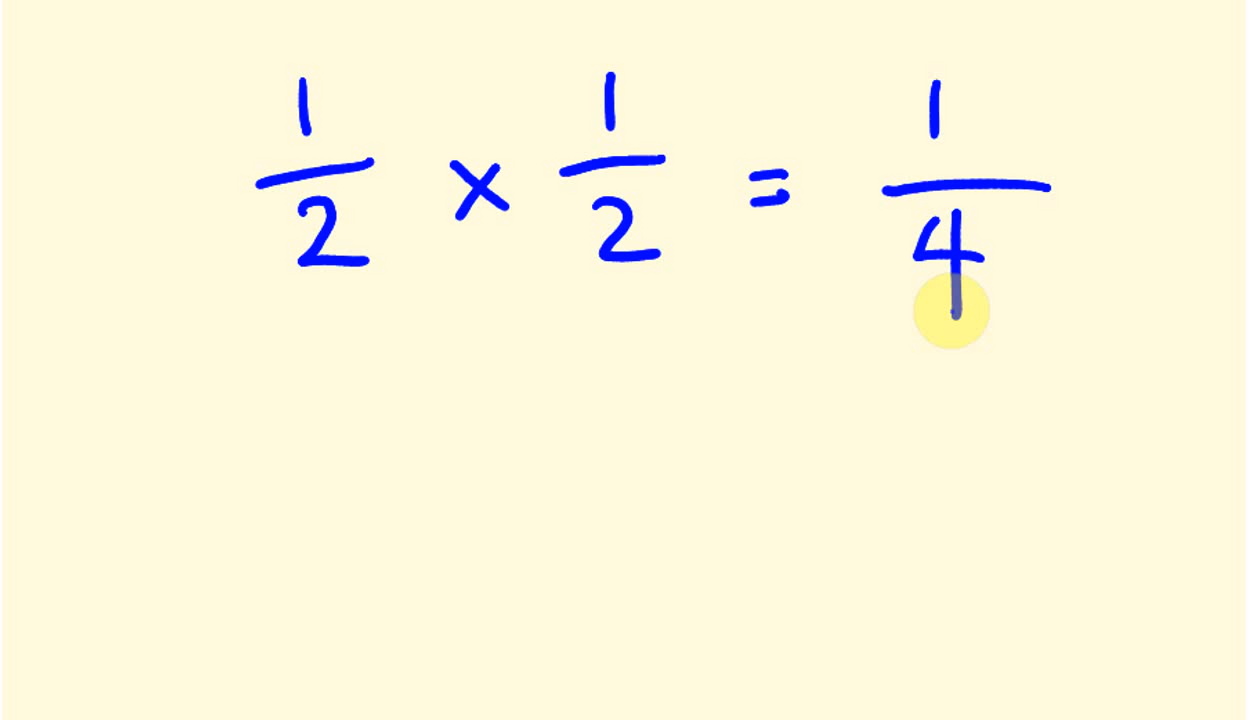 1/2 × 1/2 = 1/4